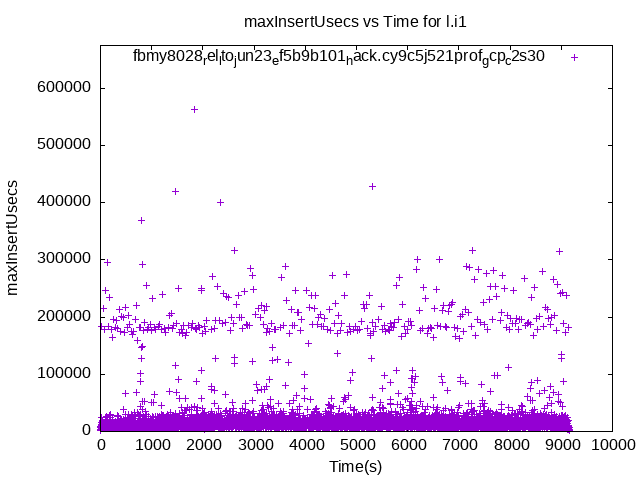 maxInsertUsecs vs Time for l.i1
fbmy8028relltojun23ef5b9b101hack.cy9c5j521profgcpc2s30
600000
500000
400000
300000
200000
100000
0
maxInsertUsecs
0 1000 2000 3000 4000 5000 6000 7000 8000 9000 10000
Time(s)